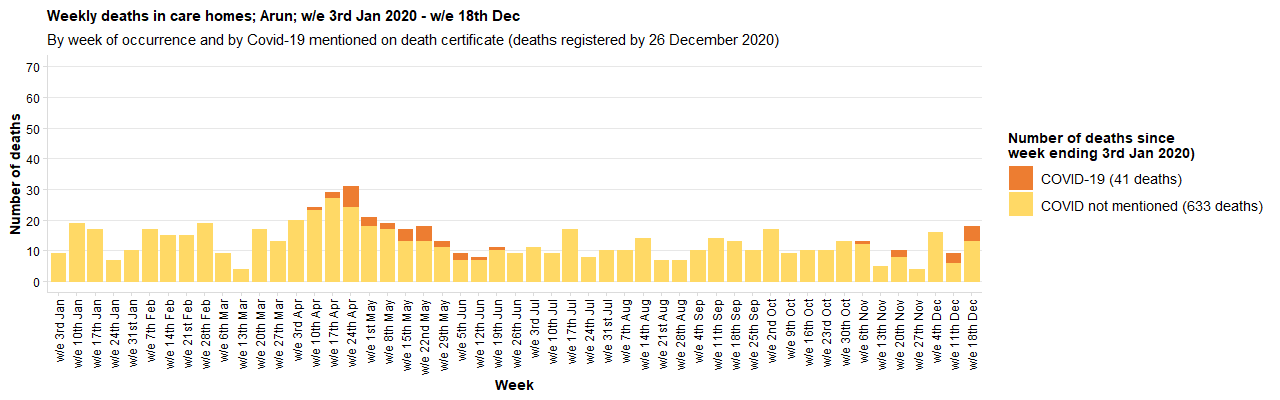 Weekly deaths in care homes; Arun; w/e 3rd Jan 2020 - w/e 18th Dec
By week of occurrence and by Covid-19 mentioned on death certificate (deaths registered by 26 December 2020)
Number of deaths
70
60
50
40
30
20
10
0
w/e 3rd Jan
w/e 10th Jan
w/e 17th Jan
w/e 24th Jan
w/e 31st Jan
w/e 7th Feb
w/e 14th Feb
w/e 21st Feb
w/e 28th Feb
w/e 6th Mar
w/e 13th Mar
w/e 20th Mar
w/e 27th Mar
w/e 3rd Apr
w/e 10th Apr
w/e 17th Apr
w/e 24th Apr
w/e 1st May
w/e 8th May
w/e 15th May
w/e 22nd May
w/e 29th May
w/e 5th Jun
w/e 12th Jun
w/e 19th Jun
w/e 26th Jun
w/e 3rd Jul
w/e 10th Jul
w/e 17th Jul
w/e 24th Jul
w/e 31st Jul
w/e 7th Aug
w/e 14th Aug
w/e 21st Aug
w/e 28th Aug
w/e 4th Sep
w/e 11th Sep
w/e 18th Sep
w/e 25th Sep
w/e 2nd Oct
w/e 9th Oct
w/e 16th Oct
w/e 23rd Oct
w/e 30th Oct
w/e 6th Nov
w/e 13th Nov
w/e 20th Nov
w/e 27th Nov
w/e 4th Dec
w/e 11th Dec
w/e 18th Dec
Week
Number of deaths since
week ending 3rd Jan 2020)
COVID-19 (41 deaths)
COVID not mentioned (633 deaths)